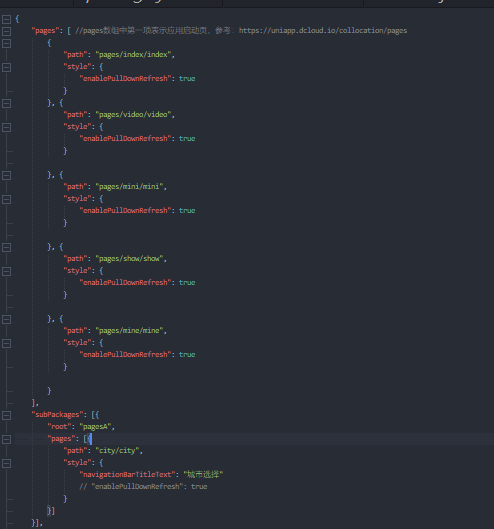 {
"pages": [ //pages数组中第一项表示应用启动页，参考：https://uniapp.dcloud.io/collocation/pages
{
"path": "pages/index/index",
"style": {
"enablePullDownRefresh": true
}
}, {
"path": "pages/video/video",
"style": {
"enablePullDownRefresh": true
}
}, {
"path": "pages/mini/mini",
"style": {
"enablePullDownRefresh": true
}
}, {
"path": "pages/show/show",
"style": {
"enablePullDownRefresh": true
}
}, {
"path": "pages/mine/mine",
"style": {
"enablePullDownRefresh": true
}
}
],
"subPackages": [{
"root": "pagesA",
"pages": [{
"path": "city/city",
"style": {
"navigationBarTitleText": "城市选择"
// "enablePullDownRefresh": true
}
}]
}],